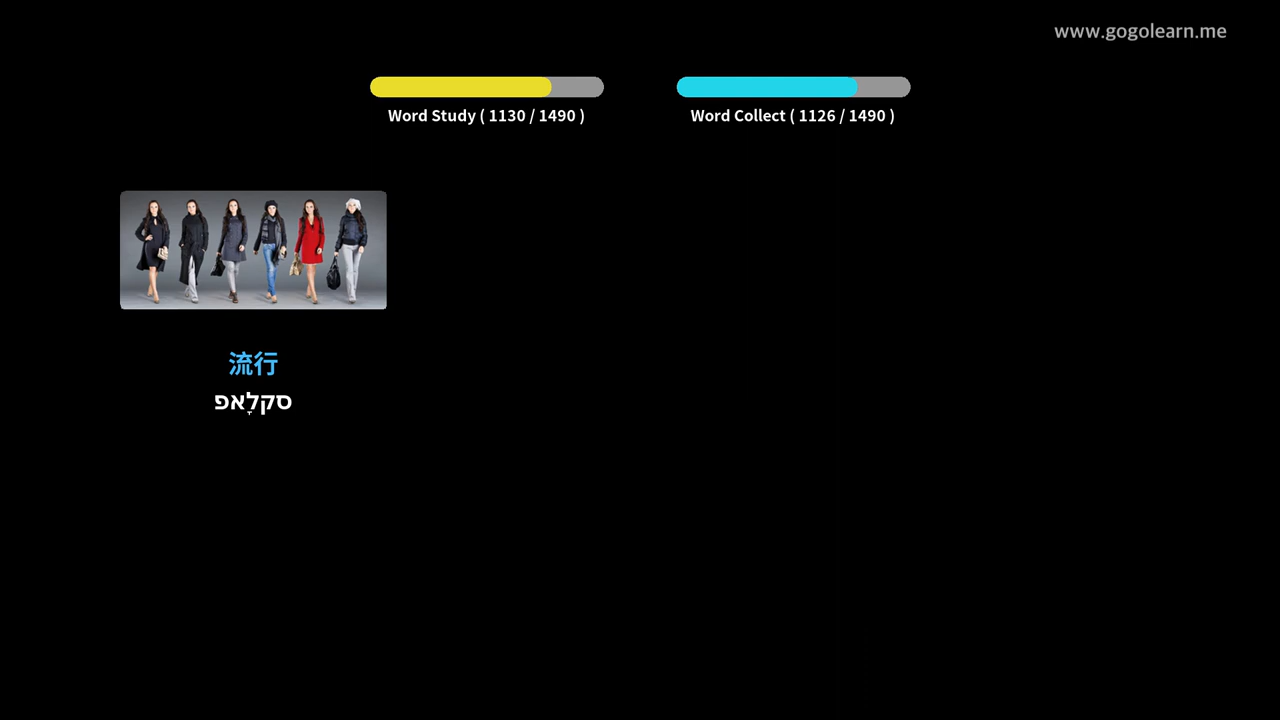 www.gogolearn.me
Word Study ( 1130 / 1490 )
Word Collect ( 1126 / 1490 )
流行
סקלָאפ